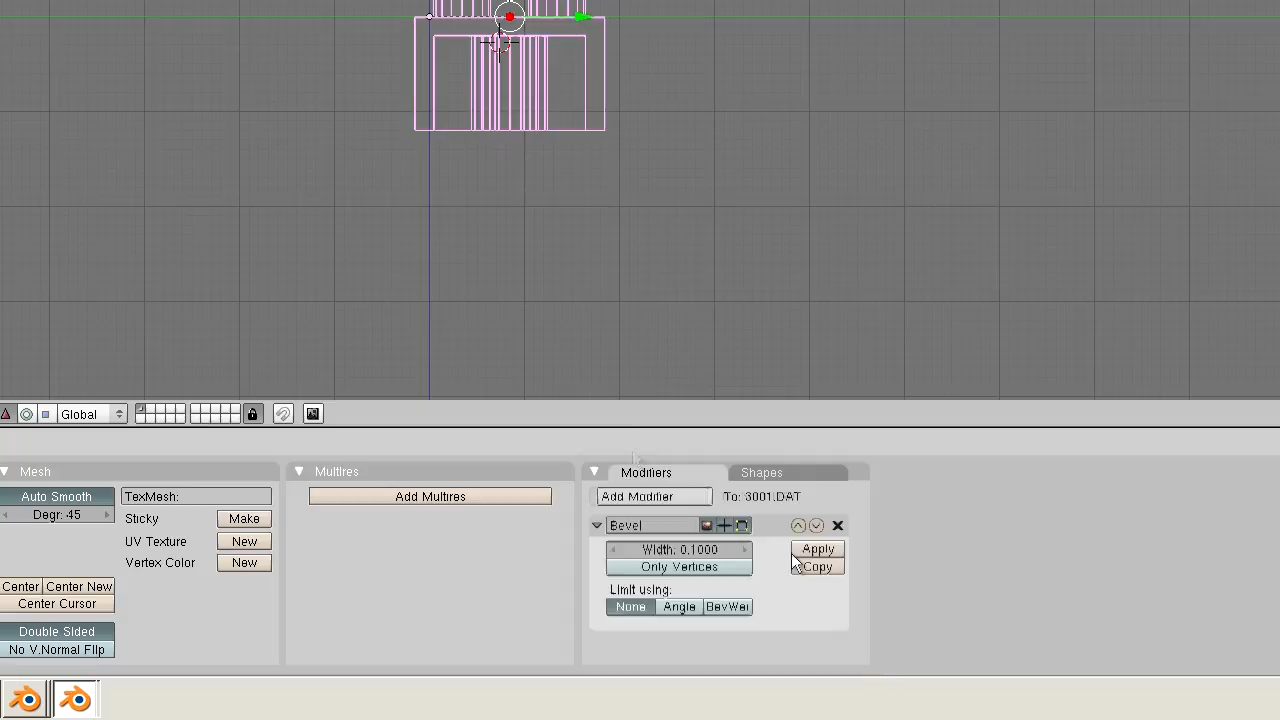 Global
Mesh
Multires
Modifiers
Shapes
Auto Smooth
TexMesh:
Add Multires
Add Modifier
To: 3001.DAT
Degr: 45
Sticky
Make
Bevel
UV Texture
New
Width: 0.1000
Apply
Vertex Color
New
Only Vertices
Copy
Center
Center New
Limit using:
Center Cursor
None
Angle
BevWei
Double Sided
No V.Normal Flip